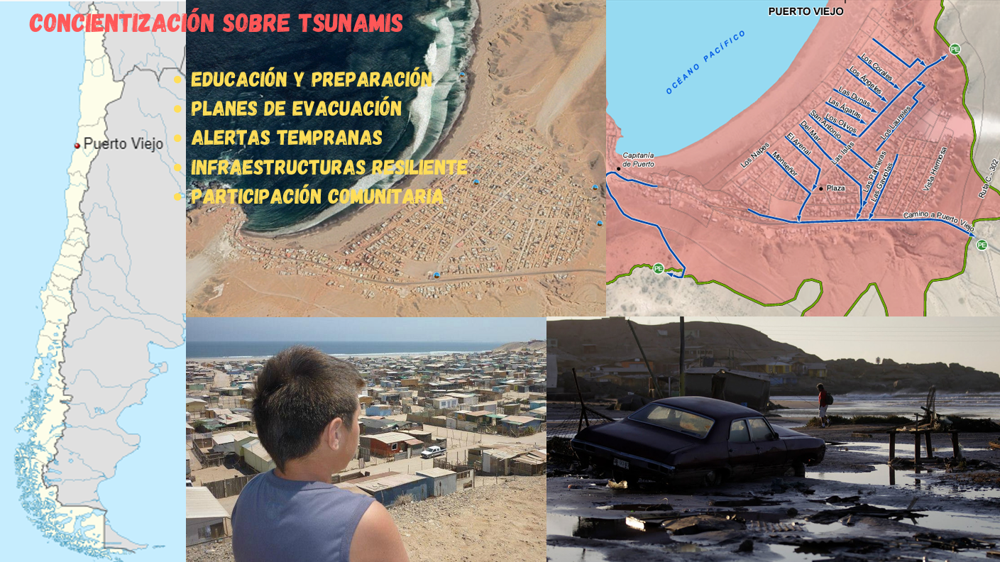 CONCIENTIZACIÓN SOBRE TSUNAMIS
EDUCACIÓN Y PREPARACIÓN
PLANES DE EVACUACIÓN
ALERTAS TEMPRANAS
INFRAESTRUCTURAS RESILIENTE
PARTICIPACIÓN COMUNITARIA
Puerto Viejo
PUERTO VIEJO
OCÉANO PACÍFICO
PE
Los Corales
Los Ángeles
Las Dunas
Las Ágatas
Los Olivos
San Antonio
Del Mar
El Arenal
Monseñor
Los Napes
Las Islas
Los Laureles
Las Palmeras
Las Gaviotas
Vista Hermosa
Ruta C - 302
Capitanía
de Puerto
Plaza
Camino a Puerto Viejo
PE
PE